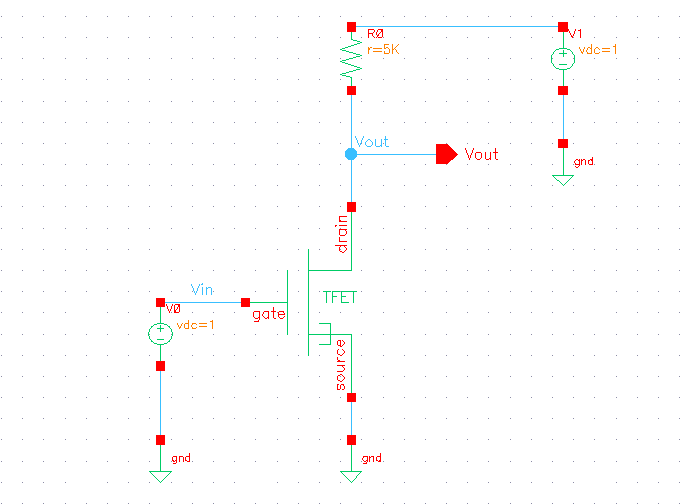 R0
r=5K
V1
vdc=1
Vout
Vout
gnd.
drain
Vin
TFET
V0
gate
vdc=1
source
gnd.
gnd.